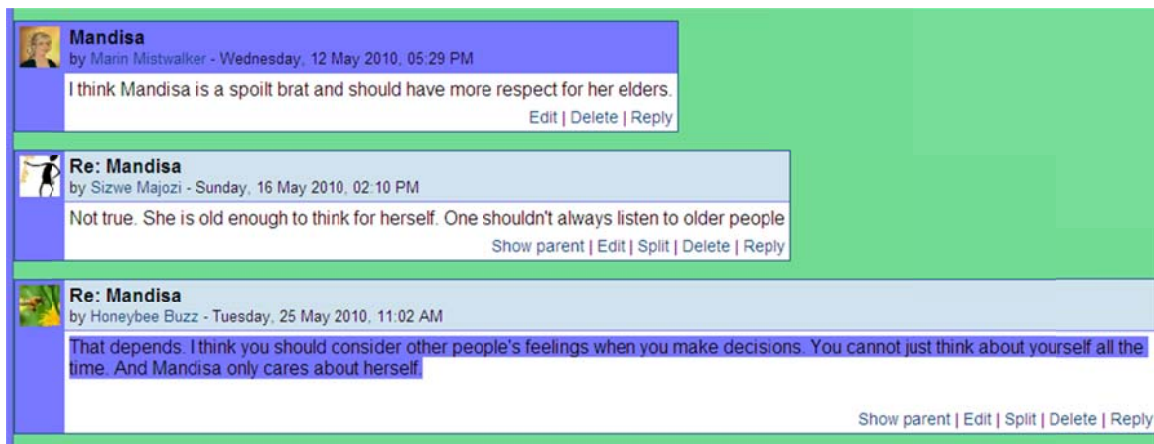 Mandisa
by Marin Mistwalker - Wednesday, 12 May 2010, 05:29 PM
I think Mandisa is a spoilt brat and should have more respect for her elders.
Edit | Delete | Reply
Re: Mandisa
by Sizwe Majozi - Sunday, 16 May 2010, 02:10 PM
Not true. She is old enough to think for herself. One shouldn't always listen to older people
Show parent | Edit | Split | Delete | Reply
Re: Mandisa
by Honeybee Buzz - Tuesday, 25 May 2010, 11:02 AM
That depends. I think you should consider other people's feelings when you make decisions. You cannot just think about yourself all the
time. And Mandisa only cares about herself.
Show parent | Edit | Split | Delete | Reply